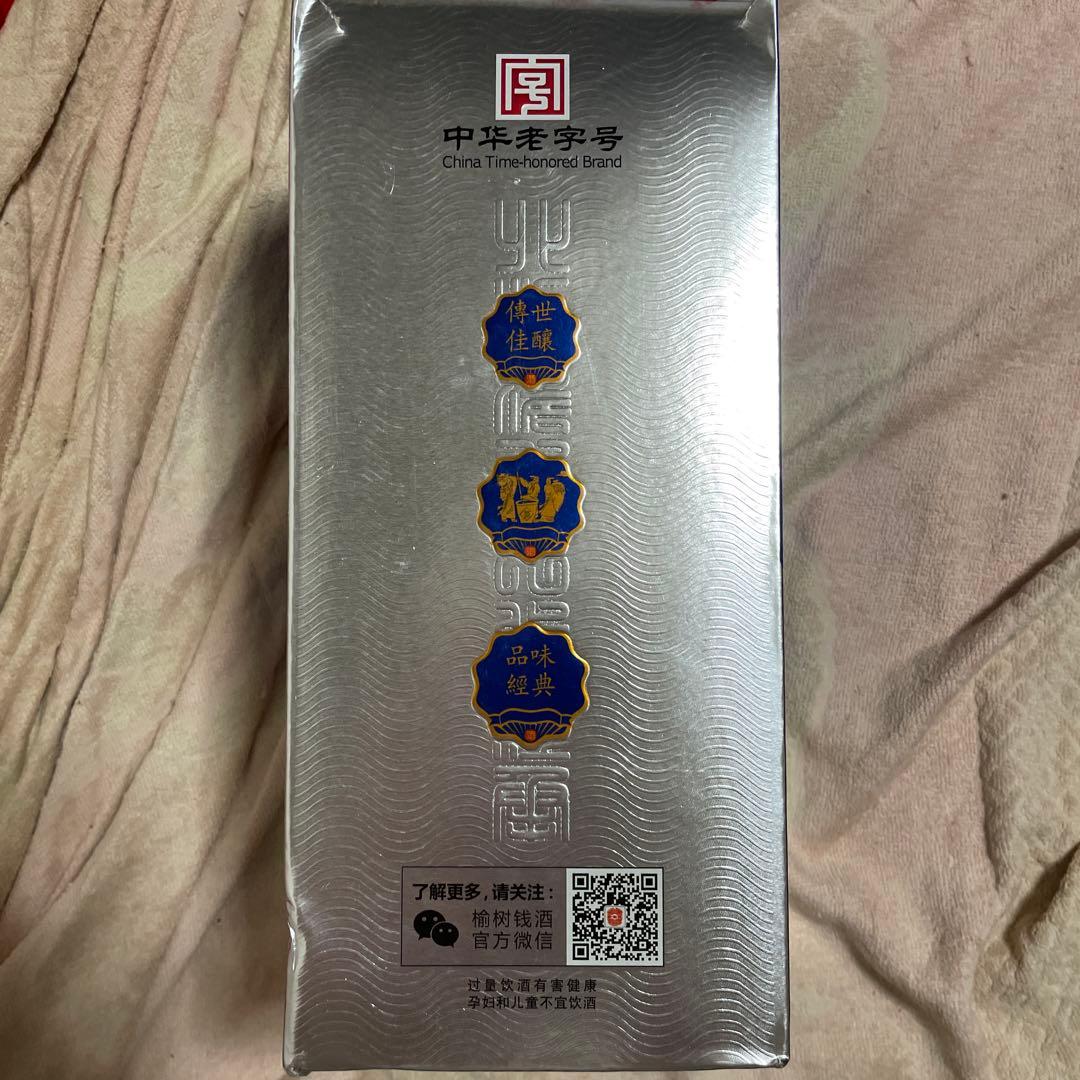 中华老字号
China Time-honored Brand
傳世
佳釀
品味
經典
了解更多,请关注:
榆树钱酒
官方微信
过量饮酒有害健康
孕妇和儿童不宜饮酒